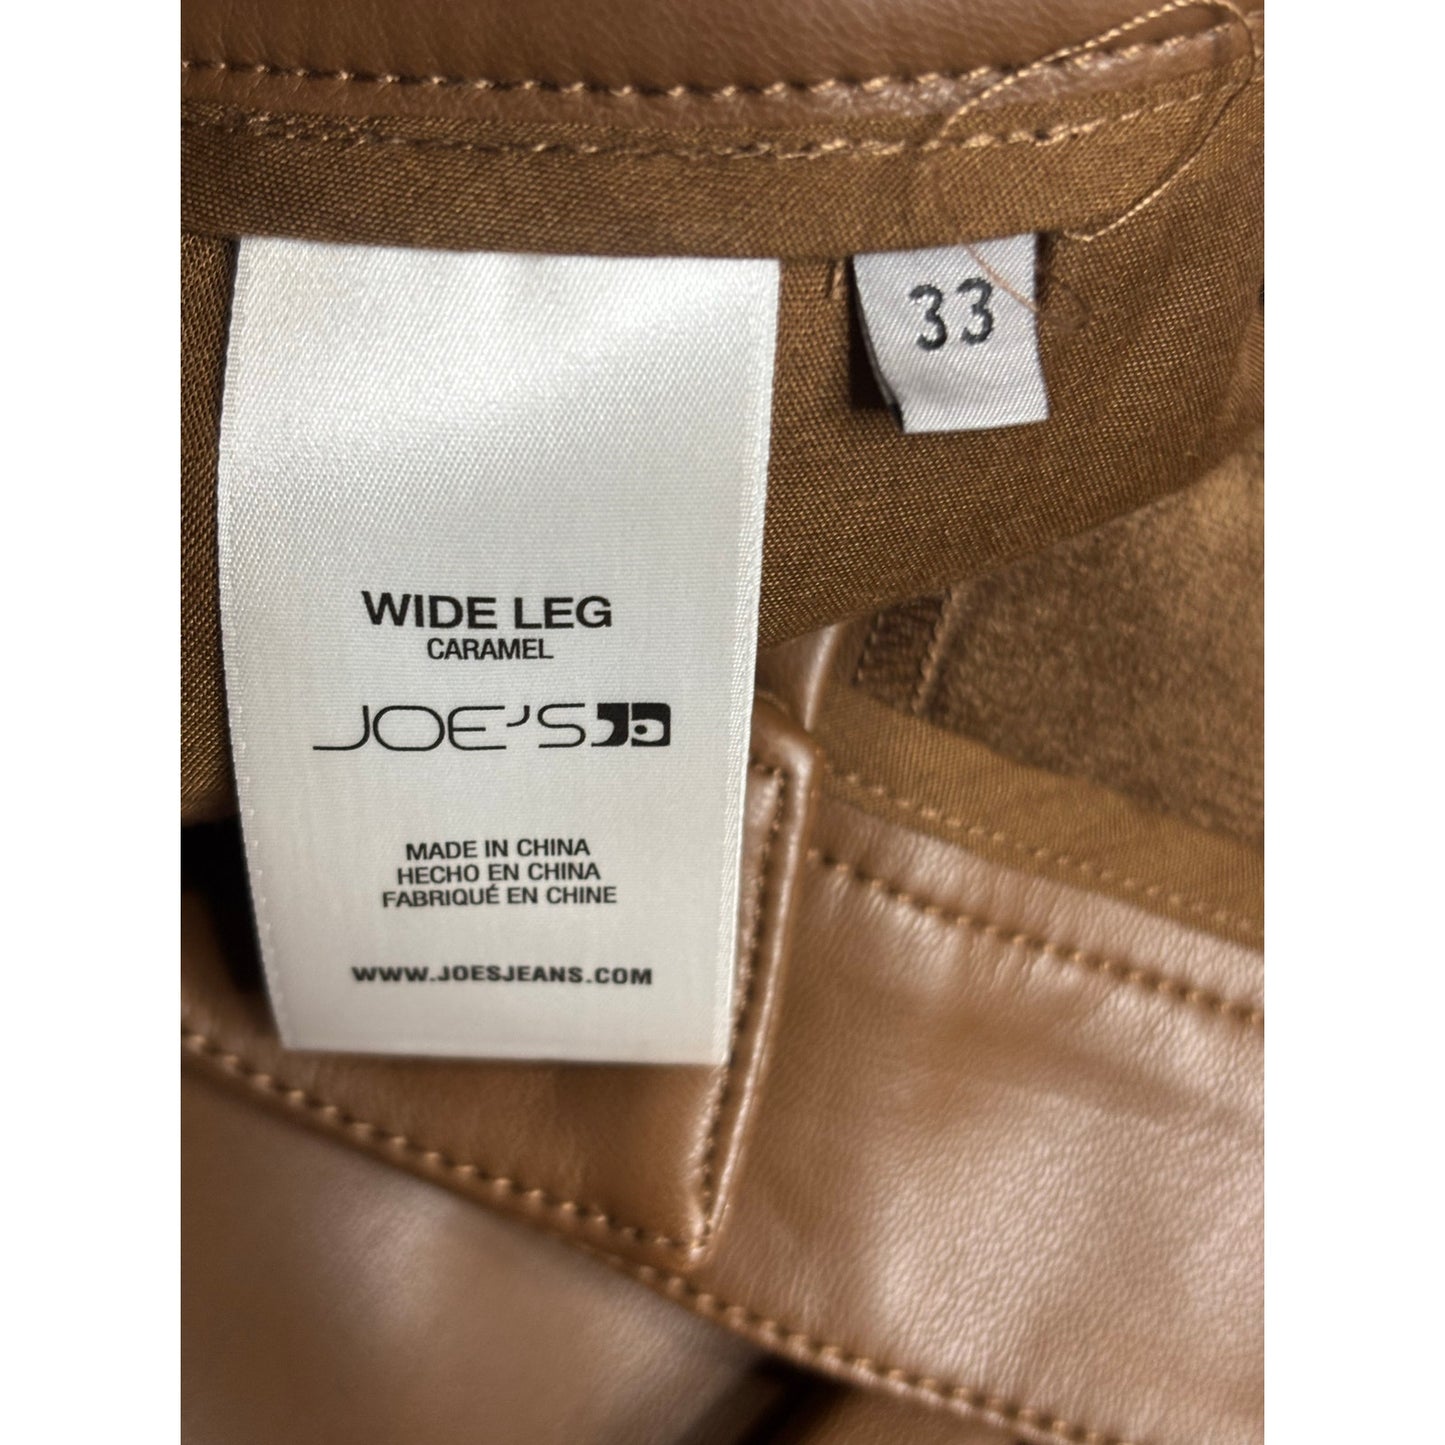 33
WIDE LEG
CARAMEL
JOE'S
MADE IN CHINA
HECHO EN CHINA
FABRIQUÉ EN CHINE
WWW.JOESJEANS.COM